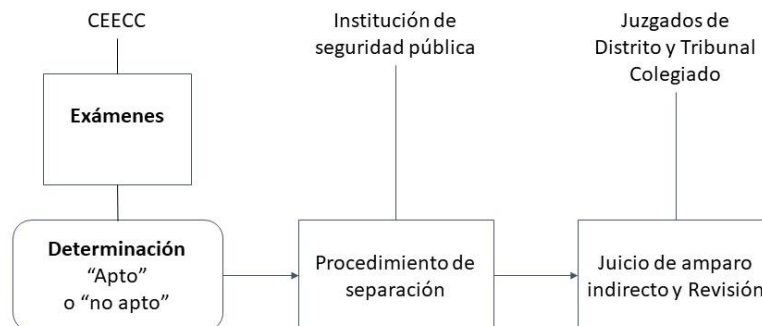 CEECC
Institución de
seguridad pública
Juzgados de
Distrito y Tribunal
Colegiado
Exámenes
Determinación
“Apto”
o “no apto”
Procedimiento de
separación
Juicio de amparo
indirecto y Revisión